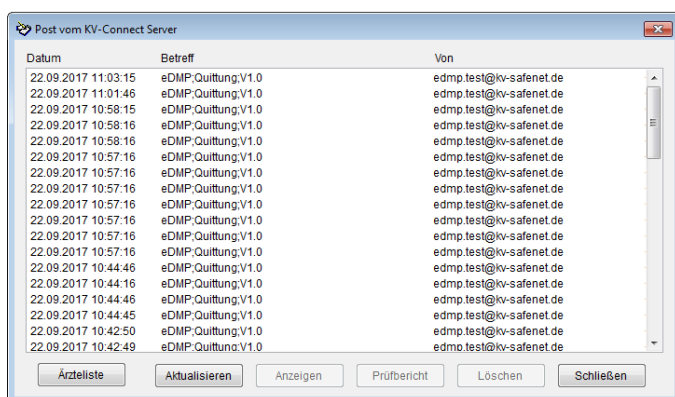 Post vom KV-Connect Server
Datum Betreff Von
22.09.2017 11:03:15 eDMP;Quittung;V1.0 edmp.test@kv-safenet.de
22.09.2017 11:01:46 eDMP;Quittung;V1.0 edmp.test@kv-safenet.de
22.09.2017 10:58:15 eDMP;Quittung;V1.0 edmp.test@kv-safenet.de
22.09.2017 10:58:16 eDMP;Quittung;V1.0 edmp.test@kv-safenet.de
22.09.2017 10:58:16 eDMP;Quittung;V1.0 edmp.test@kv-safenet.de
22.09.2017 10:57:16 eDMP;Quittung;V1.0 edmp.test@kv-safenet.de
22.09.2017 10:57:16 eDMP;Quittung;V1.0 edmp.test@kv-safenet.de
22.09.2017 10:57:16 eDMP;Quittung;V1.0 edmp.test@kv-safenet.de
22.09.2017 10:57:16 eDMP;Quittung;V1.0 edmp.test@kv-safenet.de
22.09.2017 10:57:16 eDMP;Quittung;V1.0 edmp.test@kv-safenet.de
22.09.2017 10:57:16 eDMP;Quittung;V1.0 edmp.test@kv-safenet.de
22.09.2017 10:57:16 eDMP;Quittung;V1.0 edmp.test@kv-safenet.de
22.09.2017 10:44:46 eDMP;Quittung;V1.0 edmp.test@kv-safenet.de
22.09.2017 10:44:16 eDMP;Quittung;V1.0 edmp.test@kv-safenet.de
22.09.2017 10:44:46 eDMP;Quittung;V1.0 edmp.test@kv-safenet.de
22.09.2017 10:44:45 eDMP;Quittung;V1.0 edmp.test@kv-safenet.de
22.09.2017 10:42:50 eDMP;Quittung;V1.0 edmp.test@kv-safenet.de
22.09.2017 10:42:49 eDMP;Quittung;V1.0 edmp.test@kv-safenet.de
Ärzteliste Aktualisieren Anzeigen Prüfbericht Löschen Schließen